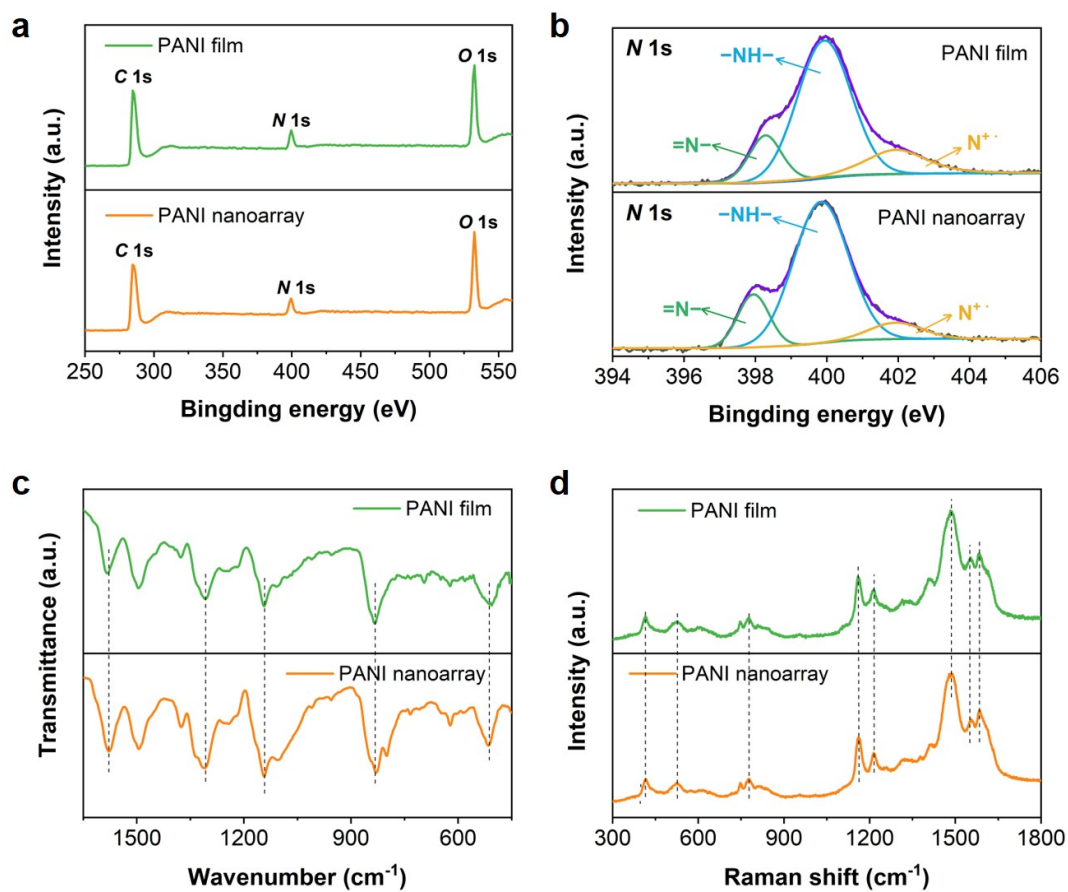 a
PANI film
C 1s
N 1s
O 1s
PANI nanoarray
C 1s
N 1s
O 1s
Intensity (a.u.)
250 300 350 400 450 500 550
Bingding energy (eV)
b
N 1s
–NH–
PANI film
=N–
N⁺·
N 1s
–NH–
PANI nanoarray
=N–
N⁺·
Intensity (a.u.)
394 396 398 400 402 404 406
Bingding energy (eV)
c
PANI film
PANI nanoarray
Transmittance (a.u.)
1500 1200 900 600
Wavenumber (cm⁻¹)
d
PANI film
PANI nanoarray
Intensity (a.u.)
300 600 900 1200 1500 1800
Raman shift (cm⁻¹)